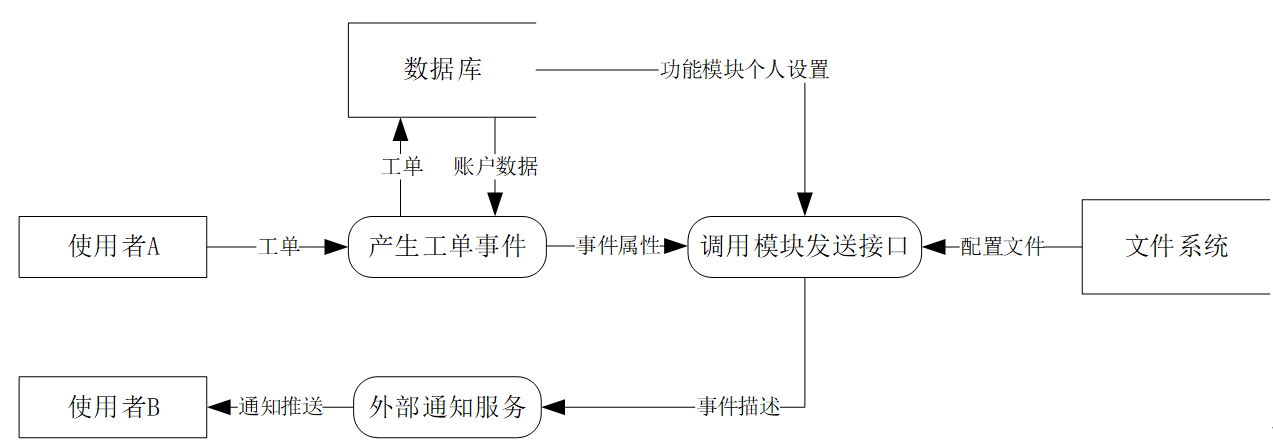 数据库
功能模块个人设置
工单
账户数据
使用者A
工单
产生工单事件
事件属性
调用模块发送接口
配置文件
文件系统
使用者B
通知推送
外部通知服务
事件描述